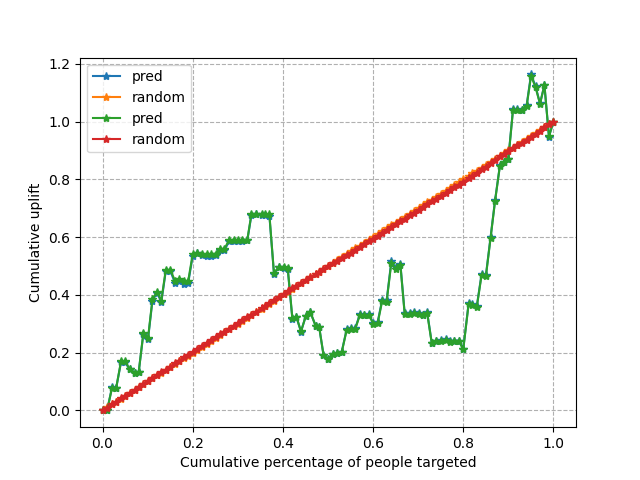 pred
random
pred
random
1.2
1.0
0.8
0.6
0.4
0.2
0.0
Cumulative uplift
0.0 0.2 0.4 0.6 0.8 1.0
Cumulative percentage of people targeted